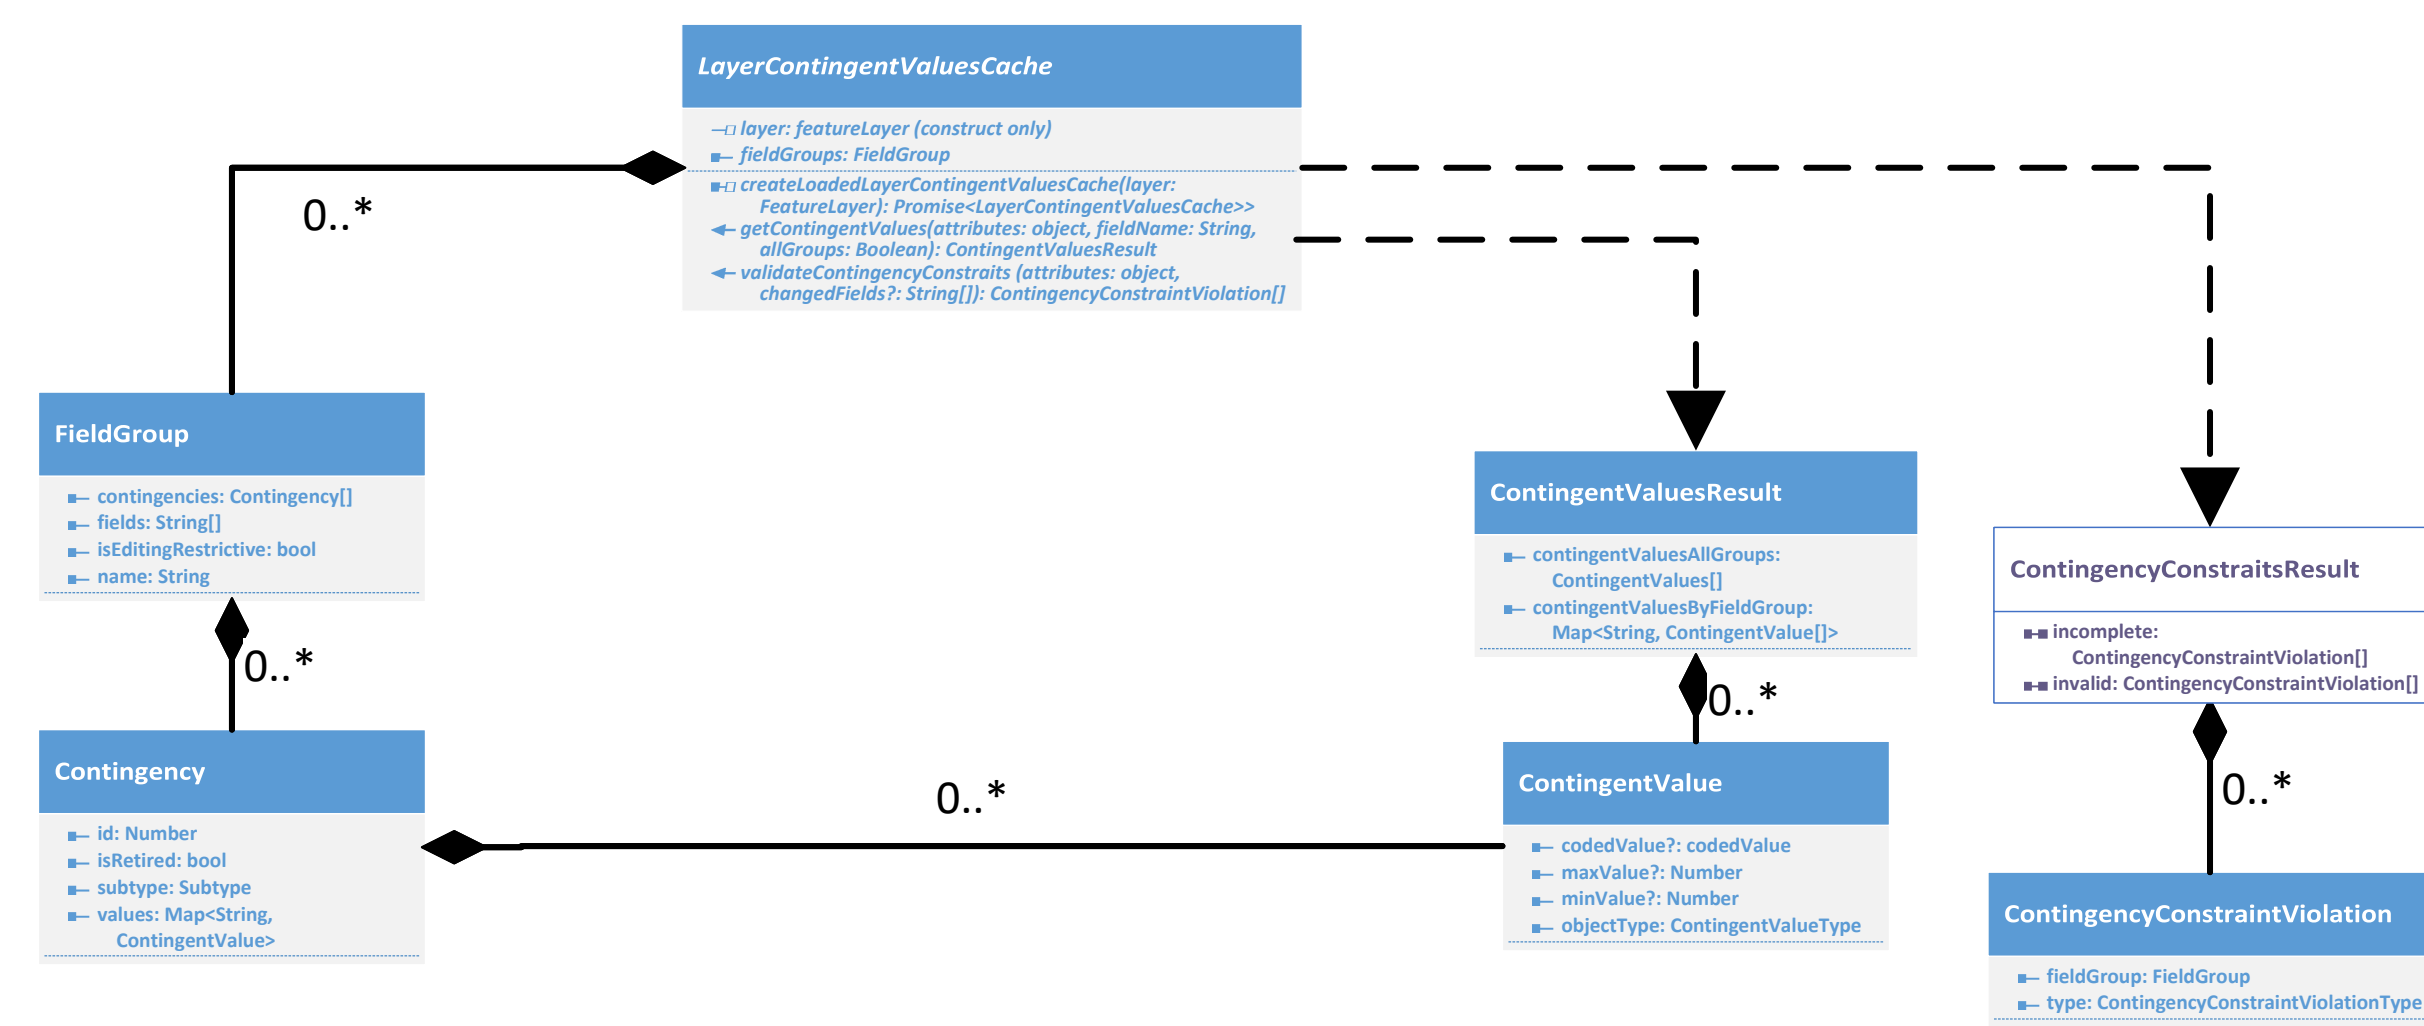 LayerContingentValuesCache
layer: featureLayer (construct only)
fieldGroups: FieldGroup
createLoadedLayerContingentValuesCache(layer:
FeatureLayer): Promise<LayerContingentValuesCache>>
getContingentValues(attributes: object, fieldName: String,
allGroups: Boolean): ContingentValuesResult
validateContingencyConstraits (attributes: object,
changedFields?: String[]): ContingencyConstraintViolation[]
0..*
FieldGroup
contingencies: Contingency[]
fields: String[]
isEditingRestrictive: bool
name: String
0..*
Contingency
id: Number
isRetired: bool
subtype: Subtype
values: Map<String,
ContingentValue>
0..*
ContingentValuesResult
contingentValuesAllGroups:
ContingentValues[]
contingentValuesByFieldGroup:
Map<String, ContingentValue[]>
0..*
ContingentValue
codedValue?: codedValue
maxValue?: Number
minValue?: Number
objectType: ContingentValueType
ContingencyConstraitsResult
incomplete:
ContingencyConstraintViolation[]
invalid: ContingencyConstraintViolation[]
0..*
ContingencyConstraintViolation
fieldGroup: FieldGroup
type: ContingencyConstraintViolationType